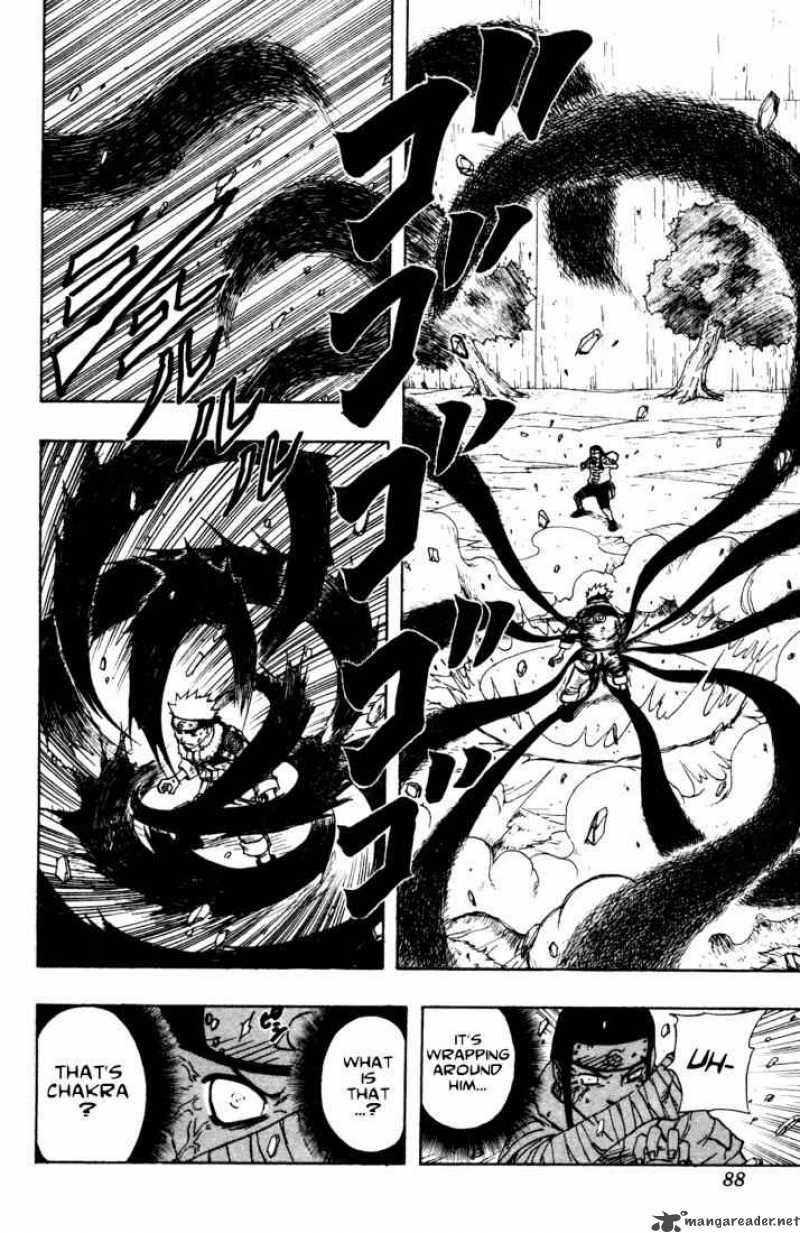 ゴゴゴゴゴ
シュルルル
UH-
IT'S
WRAPPING
AROUND
HIM...
WHAT
IS
THAT
...?
THAT'S
CHAKRA
?
88
mangareader.net